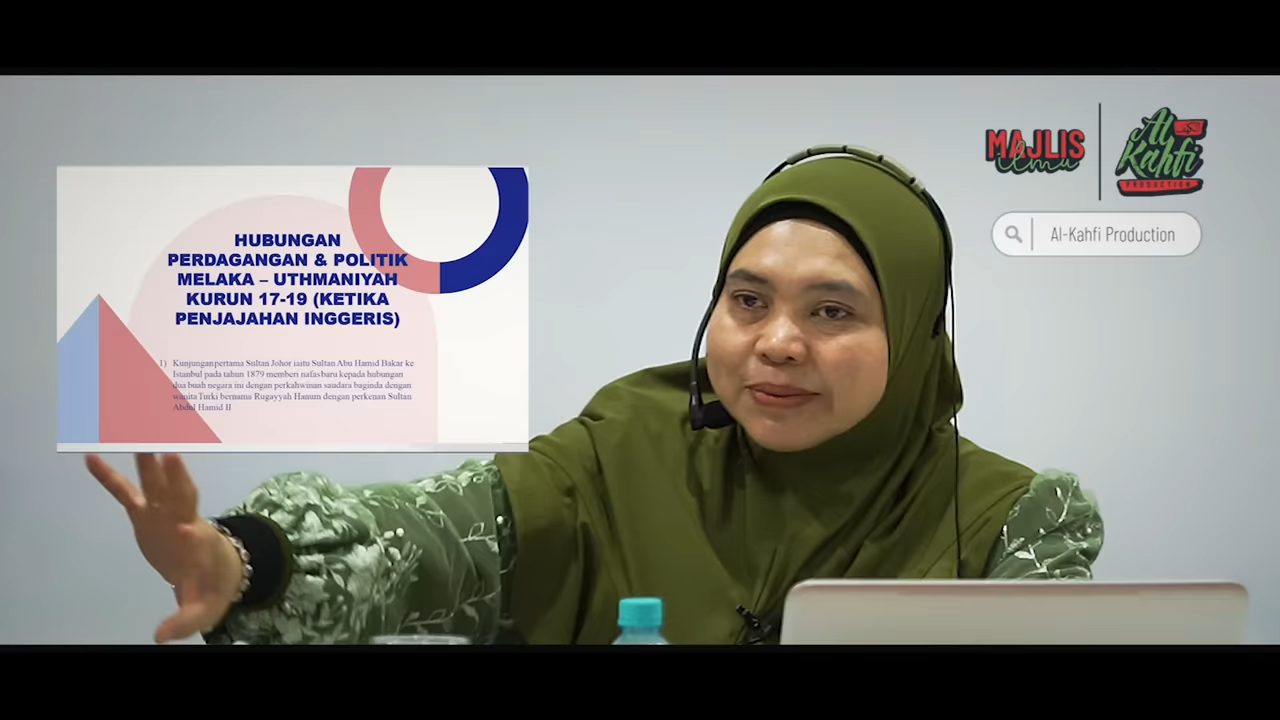 HUBUNGAN
PERDAGANGAN & POLITIK
MELAKA – UTHMANIYAH
KURUN 17-19 (KETIKA
PENJAJAHAN INGGERIS)
1) Kunjungan pertama Sultan Johor iaitu Sultan Abu Hamid Bakar ke
Istanbul pada tahun 1879 memberi nafas baru kepada hubungan
dua buah negara ini dengan perkahwinan saudara baginda dengan
wanita Turki bernama Rugayyah Hanum dengan perkenan Sultan
Abdul Hamid II
MAJLIS
ilmu
Al
Kahfi
PRODUCTION
Al-Kahfi Production